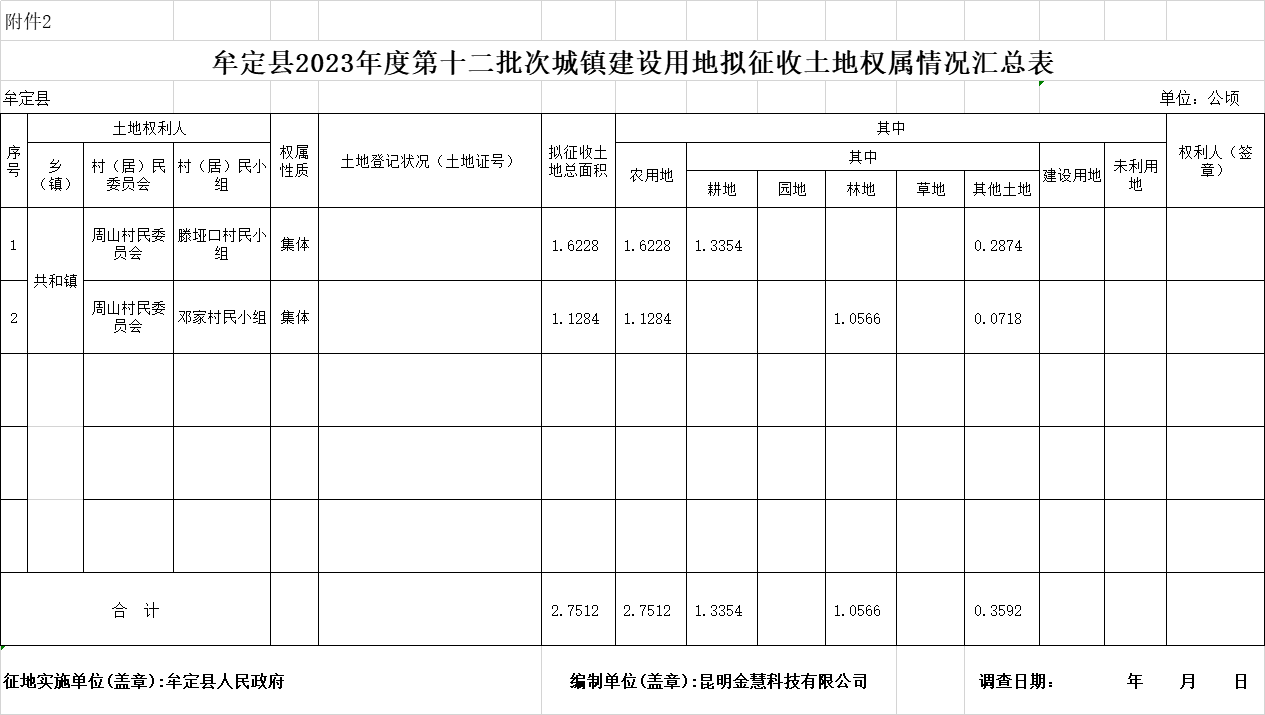 附件2
牟定县2023年度第十二批次城镇建设用地拟征收土地权属情况汇总表
牟定县 单位：公顷
序号 土地权利人 权属性质 土地登记状况（土地证号） 拟征收土地总面积 其中 权利人（签章）
乡（镇） 村（居）民委员会 村（居）民小组 农用地 其中 建设用地 未利用地
耕地 园地 林地 草地 其他土地
1 共和镇 周山村民委员会 滕垭口村民小组 集体 1.6228 1.6228 1.3354 0.2874
2 周山村民委员会 邓家村民小组 集体 1.1284 1.1284 1.0566 0.0718
合 计 2.7512 2.7512 1.3354 1.0566 0.3592
征地实施单位(盖章):牟定县人民政府 编制单位(盖章):昆明金慧科技有限公司 调查日期： 年 月 日